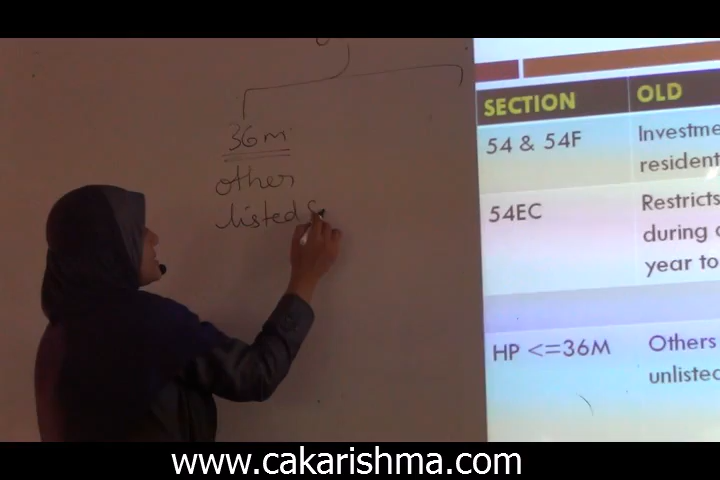 36m
other
listed S
SECTION OLD
54 & 54F Investme
resident
54EC Restricts
during
year to
HP <=36M Others
unlisted
www.cakarishma.com